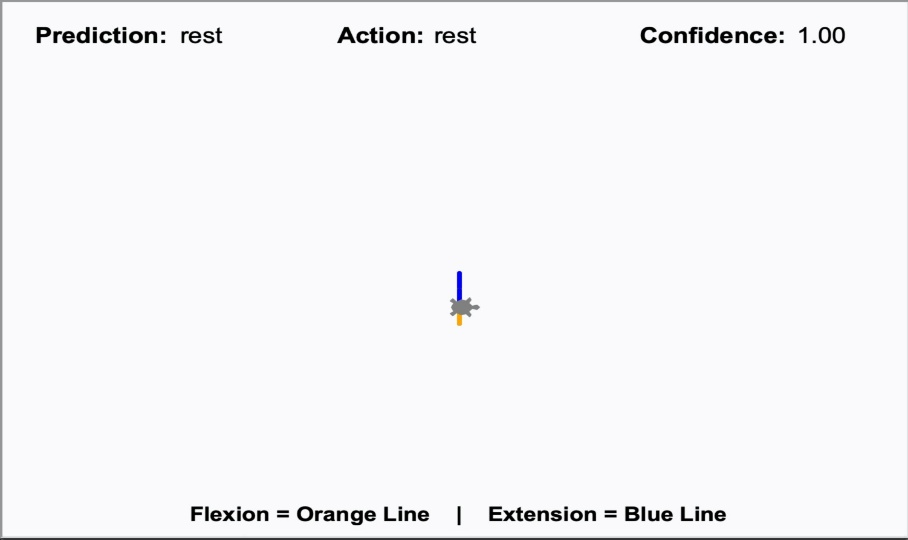 Prediction: rest Action: rest Confidence: 1.00
Flexion = Orange Line | Extension = Blue Line